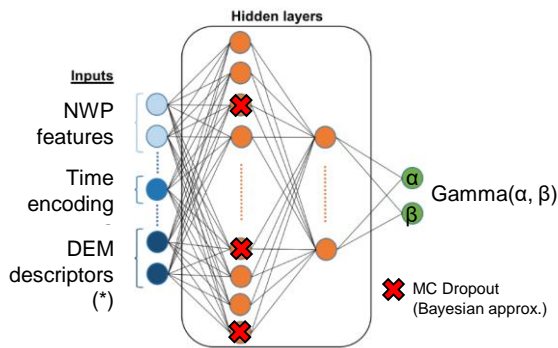 Hidden layers
Inputs
NWP
features
Time
encoding
DEM
descriptors
(*)
α
β
Gamma(α, β)
MC Dropout
(Bayesian approx.)